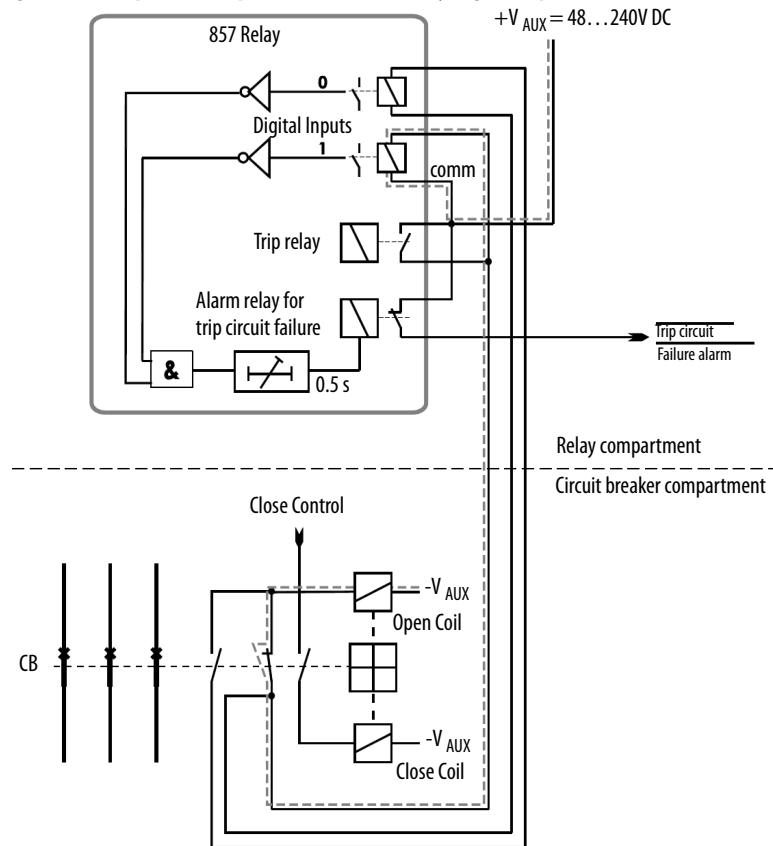 857 Relay
+V AUX = 48...240V DC
0
Digital Inputs
1
comm
Trip relay
Alarm relay for
trip circuit failure
&
0.5 s
Trip circuit
Failure alarm
Relay compartment
Circuit breaker compartment
Close Control
-V AUX
Open Coil
CB
-V AUX
Close Coil